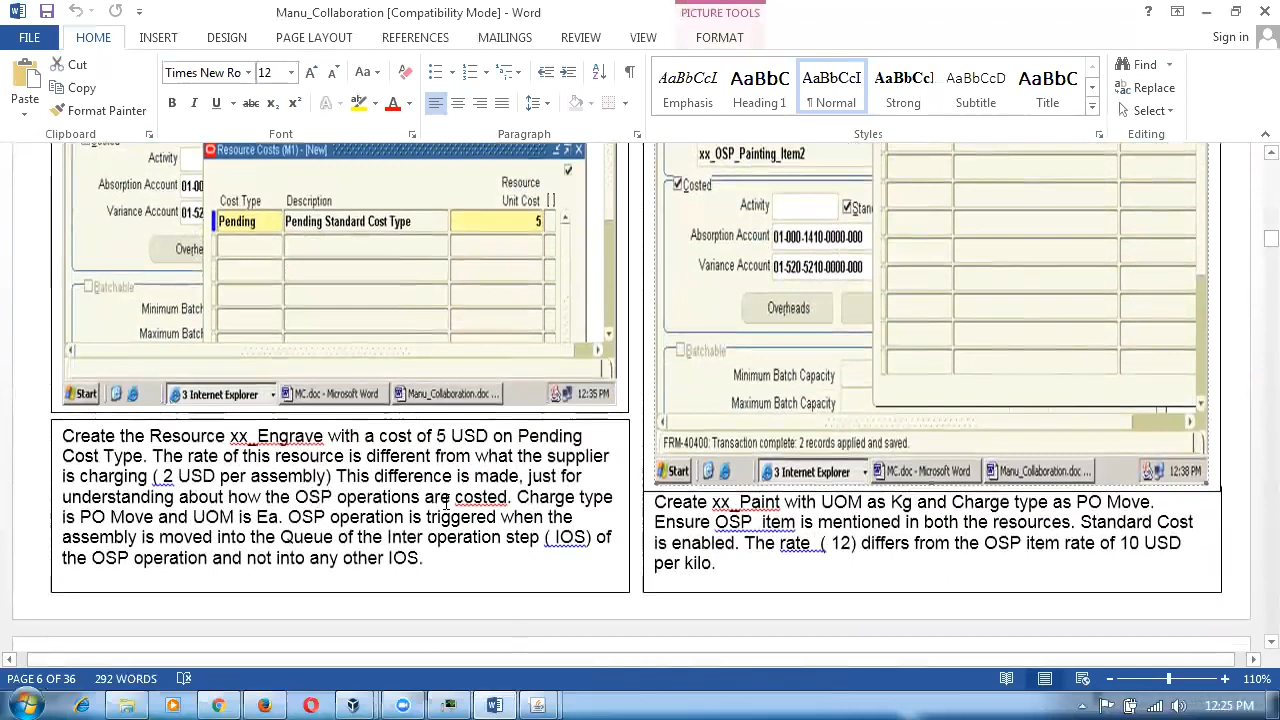 Manu_Collaboration [Compatibility Mode] - Word
PICTURE TOOLS
FILE
HOME
INSERT
DESIGN
PAGE LAYOUT
REFERENCES
MAILINGS
REVIEW
VIEW
FORMAT
Sign in
Paste
Cut
Copy
Format Painter
Clipboard
Times New Ro
12
Font
Paragraph
AaBbCcI
Emphasis
AaBbC
Heading 1
AaBbCcI
¶ Normal
AaBbCcI
Strong
AaBbCcD
Subtitle
AaBbC
Title
Styles
Find
Replace
Select
Editing
Activity
Absorption Account 01-00
Variance Account 01-52
Overhe
Batchable
Minimum Batc
Maximum Batc
Resource Costs (M1) - [New]
Resource
Cost Type Description Unit Cost [ ]
Pending Pending Standard Cost Type 5
Start 3 Internet Explorer MC.doc - Microsoft Word Manu_Collaboration.doc ... 12:35 PM
Create the Resource xx_Engrave with a cost of 5 USD on Pending
Cost Type. The rate of this resource is different from what the supplier
is charging ( 2 USD per assembly) This difference is made, just for
understanding about how the OSP operations are costed. Charge type
is PO Move and UOM is Ea. OSP operation is triggered when the
assembly is moved into the Queue of the Inter operation step ( IOS) of
the OSP operation and not into any other IOS.
xx_OSP_Painting_Item2
Costed
Activity Stan
Absorption Account 01-000-1410-0000-000
Variance Account 01-520-5210-0000-000
Overheads
Batchable
Minimum Batch Capacity
Maximum Batch Capacity
FRM-40400: Transaction complete: 2 records applied and saved.
Start 3 Internet Explorer MC.doc - Microsoft Word Manu_Collaboration.doc ... 12:38 PM
Create xx_Paint with UOM as Kg and Charge type as PO Move.
Ensure OSP item is mentioned in both the resources. Standard Cost
is enabled. The rate ( 12) differs from the OSP item rate of 10 USD
per kilo.
PAGE 6 OF 36
292 WORDS
110%
12:25 PM